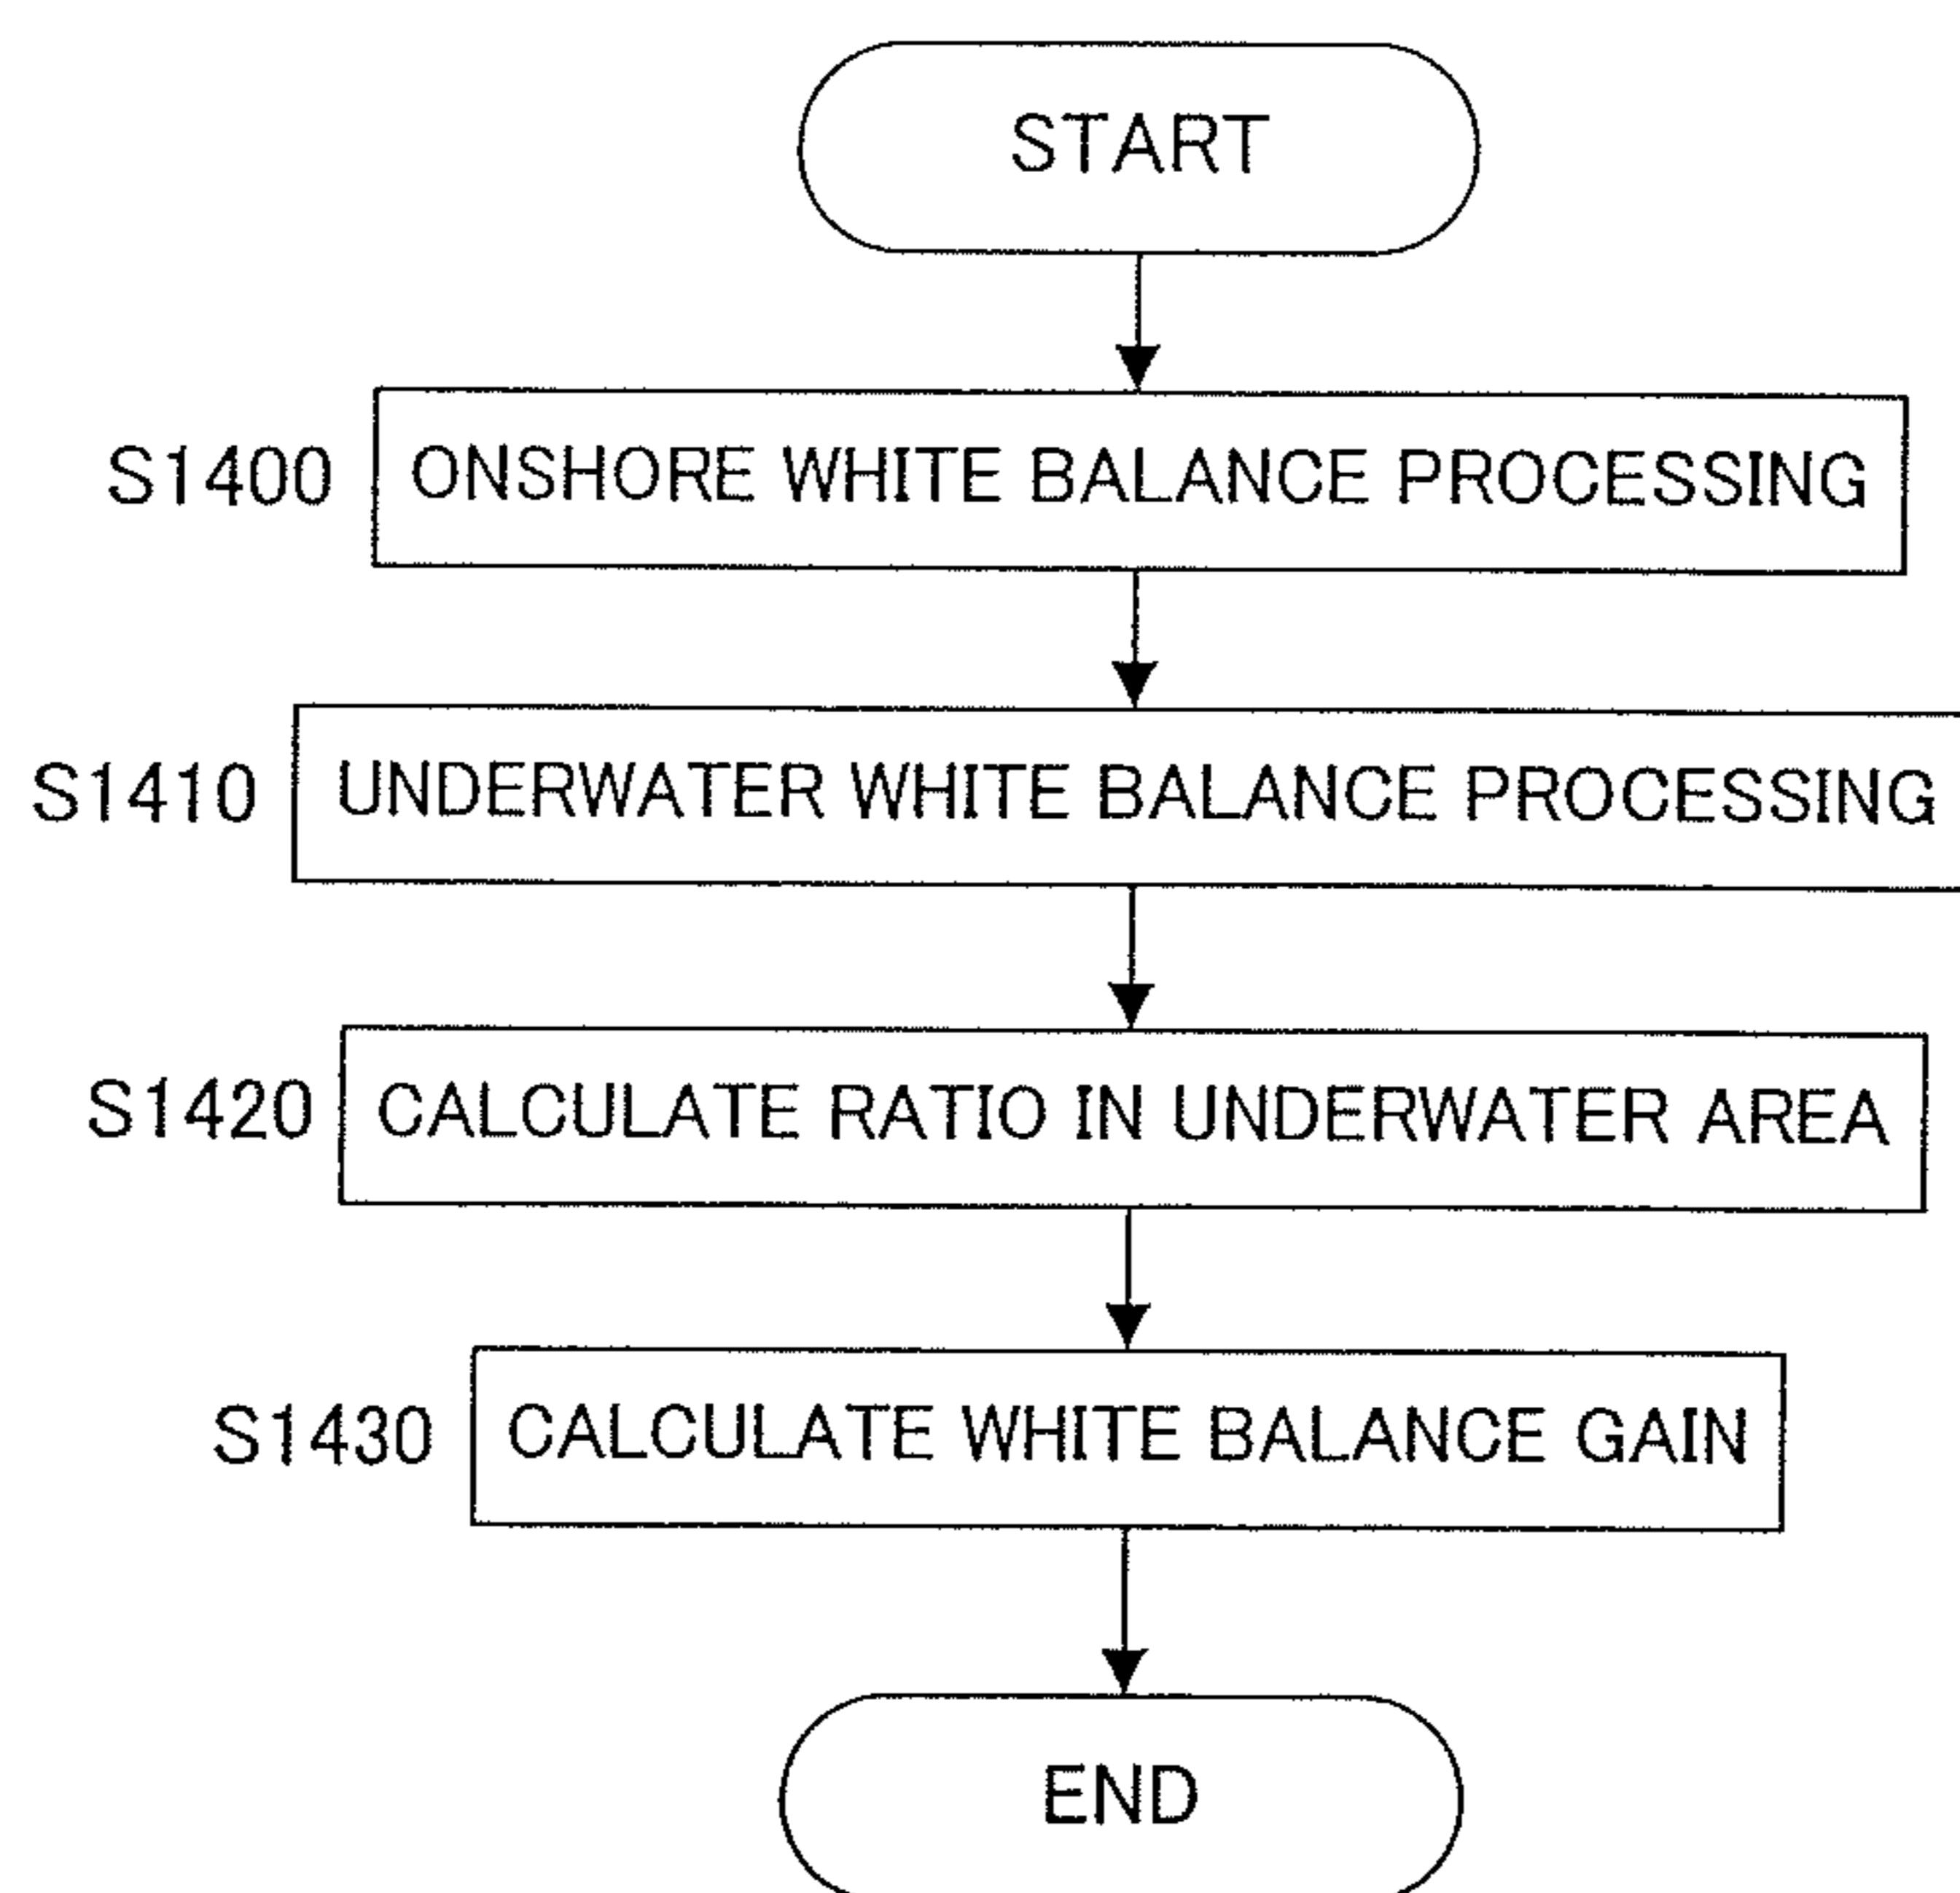 START
S1400 ONSHORE WHITE BALANCE PROCESSING
S1410 UNDERWATER WHITE BALANCE PROCESSING
S1420 CALCULATE RATIO IN UNDERWATER AREA
S1430 CALCULATE WHITE BALANCE GAIN
END